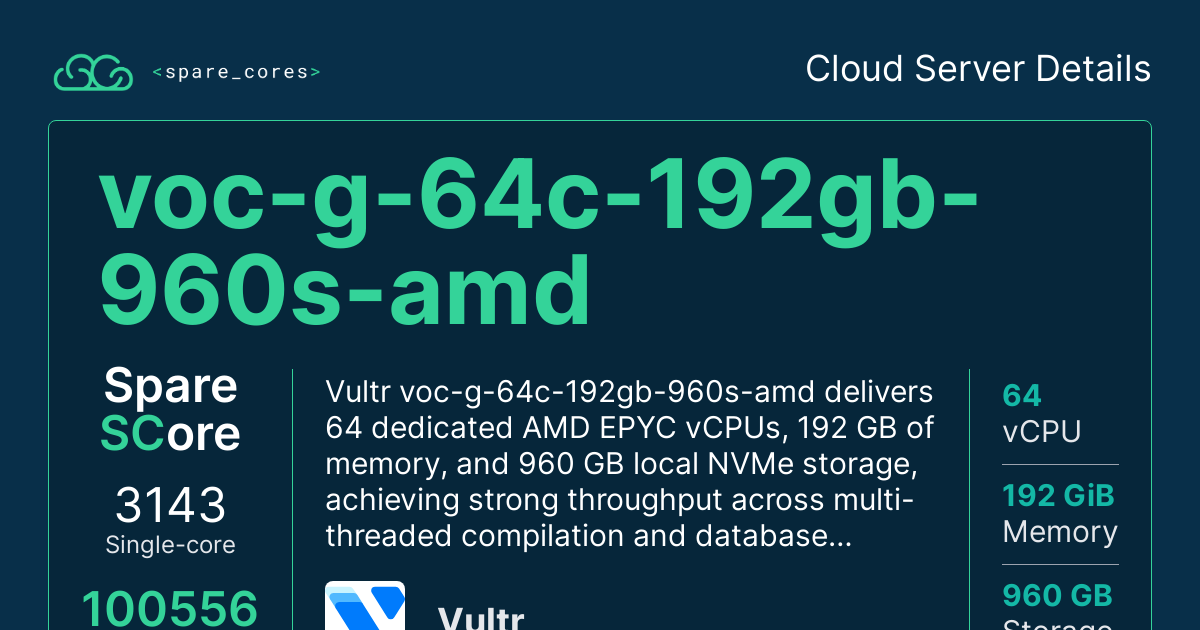 <spare_cores>
Cloud Server Details
voc-g-64c-192gb-
960s-amd
Spare
SCore
3143
Single-core
100556
Vultr voc-g-64c-192gb-960s-amd delivers
64 dedicated AMD EPYC vCPUs, 192 GB of
memory, and 960 GB local NVMe storage,
achieving strong throughput across multi-
threaded compilation and database...
Vultr
64
vCPU
192 GiB
Memory
960 GB
Storage